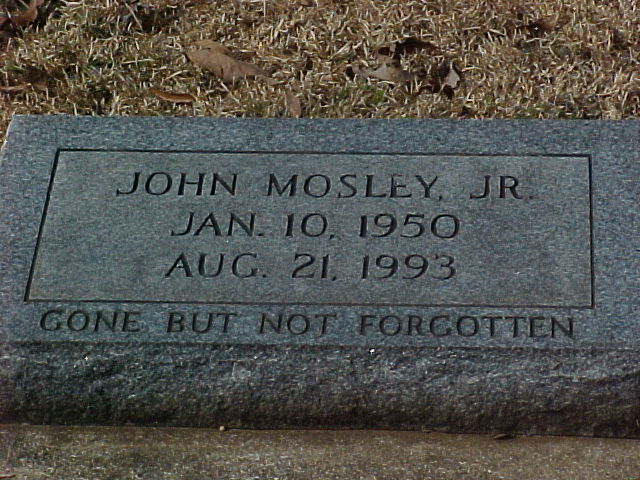 JOHN MOSLEY, JR.
JAN. 10, 1950
AUG. 21, 1993
GONE BUT NOT FORGOTTEN